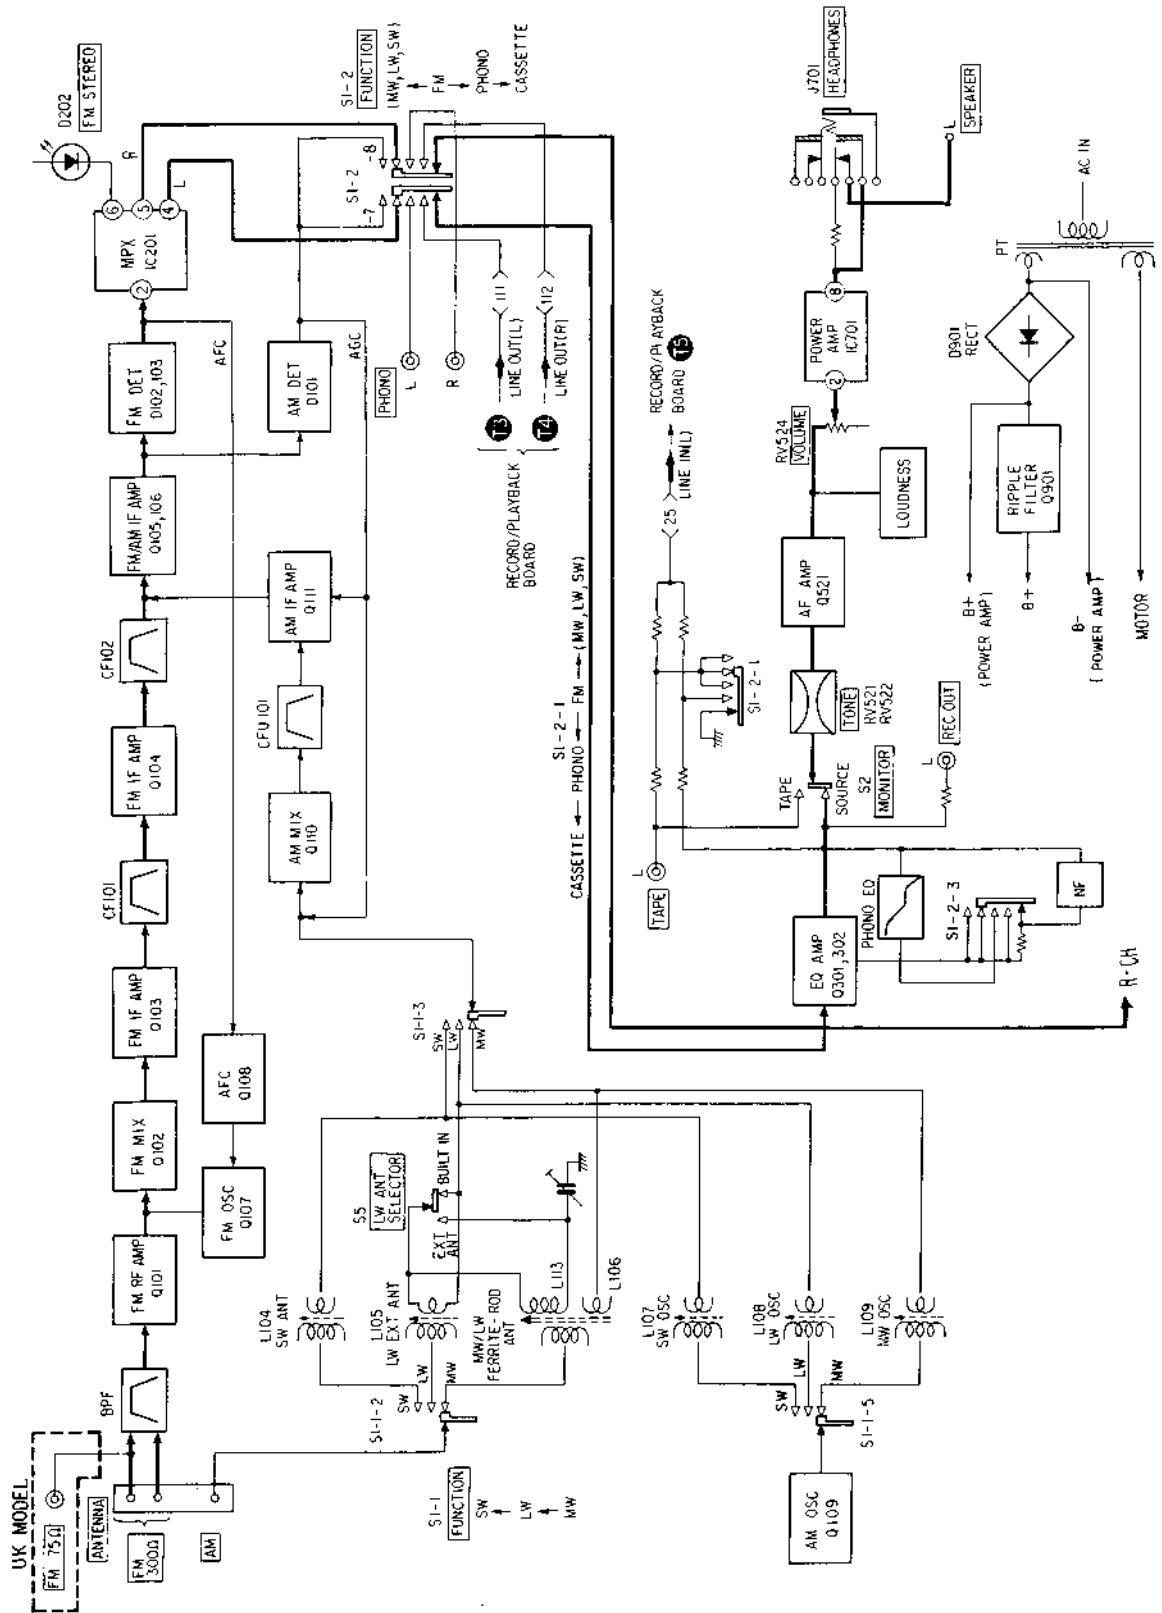 UK MODEL
FM 75Ω
ANTENNA
FM
300Ω
AM
BPF
FM RF AMP
Q101
FM MIX
Q102
FM IF AMP
Q103
CF101
FM IF AMP
Q104
CF102
FM/AM IF AMP
Q105,106
FM DET
D102,103
MPX
IC201
2
6
5
4
R
L
D202
FM STEREO
FM OSC
Q107
AFC
Q108
AFC
AM MIX
Q110
CFU101
AM IF AMP
Q111
AM DET
D101
AGC
S1-2
-7
-8
S1-2
FUNCTION
(MW, LW, SW)
FM
PHONO
CASSETTE
PHONO
L
R
T3
LINE OUT(L)
111
T4
LINE OUT(R)
112
RECORD/PLAYBACK
BOARD
S1-2-1
CASSETTE
PHONO
FM
(MW, LW, SW)
L104
SW ANT
L105
LW EXT ANT
MW/LW
FERRITE-ROD
ANT
L113
L106
S5
LW ANT
SELECTOR
BUILT IN
EXT
ANT
S1-1-3
SW
LW
MW
S1-1-2
SW
LW
MW
S1-1
FUNCTION
SW
LW
MW
L107
SW OSC
L108
LW OSC
L109
MW OSC
SW
LW
MW
S1-1-5
AM OSC
Q109
L
TAPE
TAPE
SOURCE
S2
MONITOR
L
REC OUT
EQ AMP
Q301,302
PHONO EQ
S1-2-3
NF
R-CH
S1-2-1
25
LINE IN(L)
RECORD/PLAYBACK
BOARD
T5
TONE
RV521
RV522
AF AMP
Q521
LOUDNESS
RV524
VOLUME
POWER
AMP
IC701
2
8
J701
HEADPHONES
L
SPEAKER
AC IN
PT
D901
RECT
RIPPLE
FILTER
Q901
B+
(POWER AMP)
B+
B-
(POWER AMP)
MOTOR